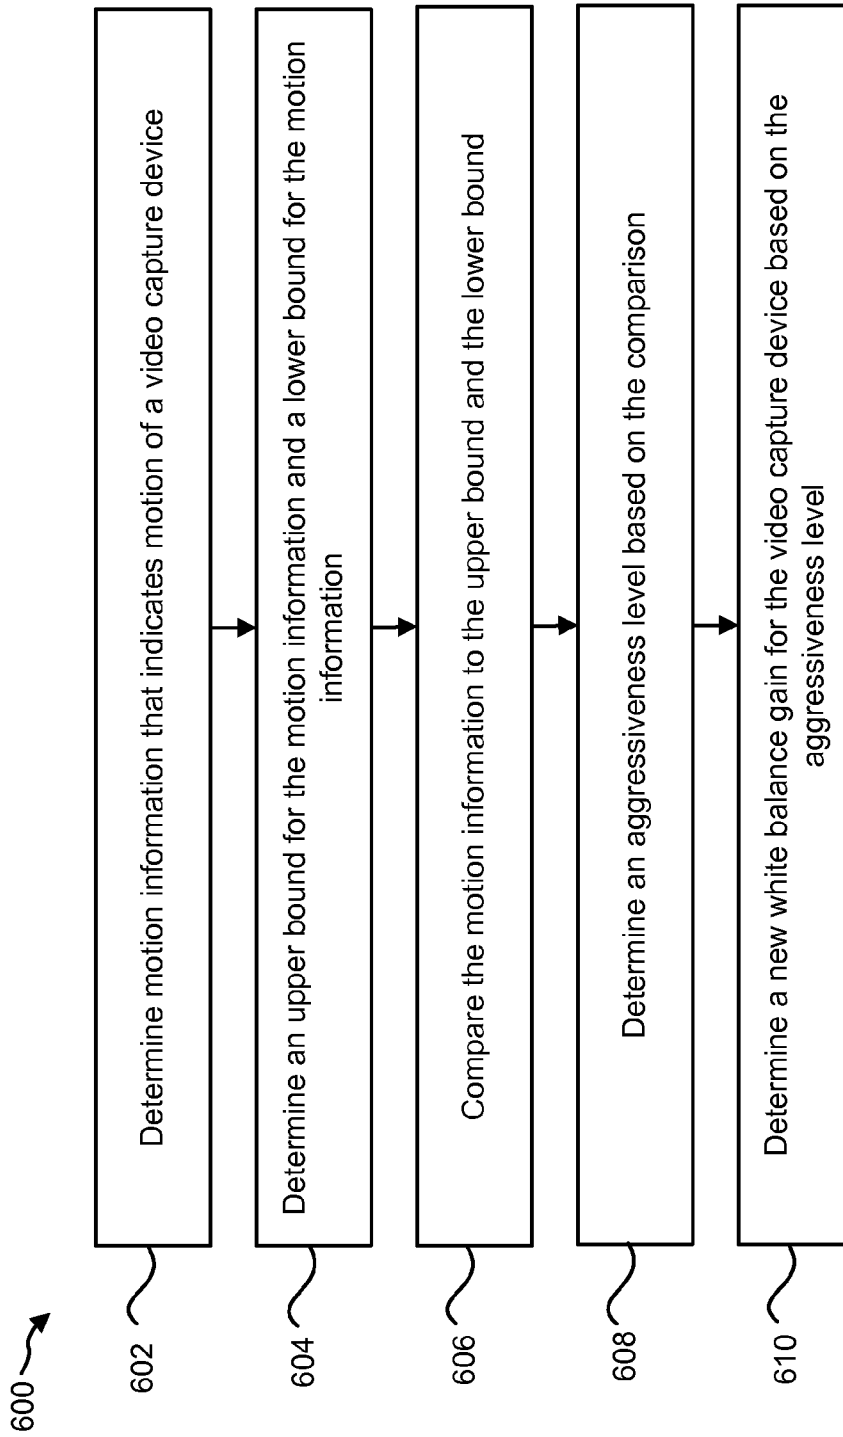 600
602
Determine motion information that indicates motion of a video capture device
604
Determine an upper bound for the motion information and a lower bound for the motion
information
606
Compare the motion information to the upper bound and the lower bound
608
Determine an aggressiveness level based on the comparison
610
Determine a new white balance gain for the video capture device based on the
aggressiveness level